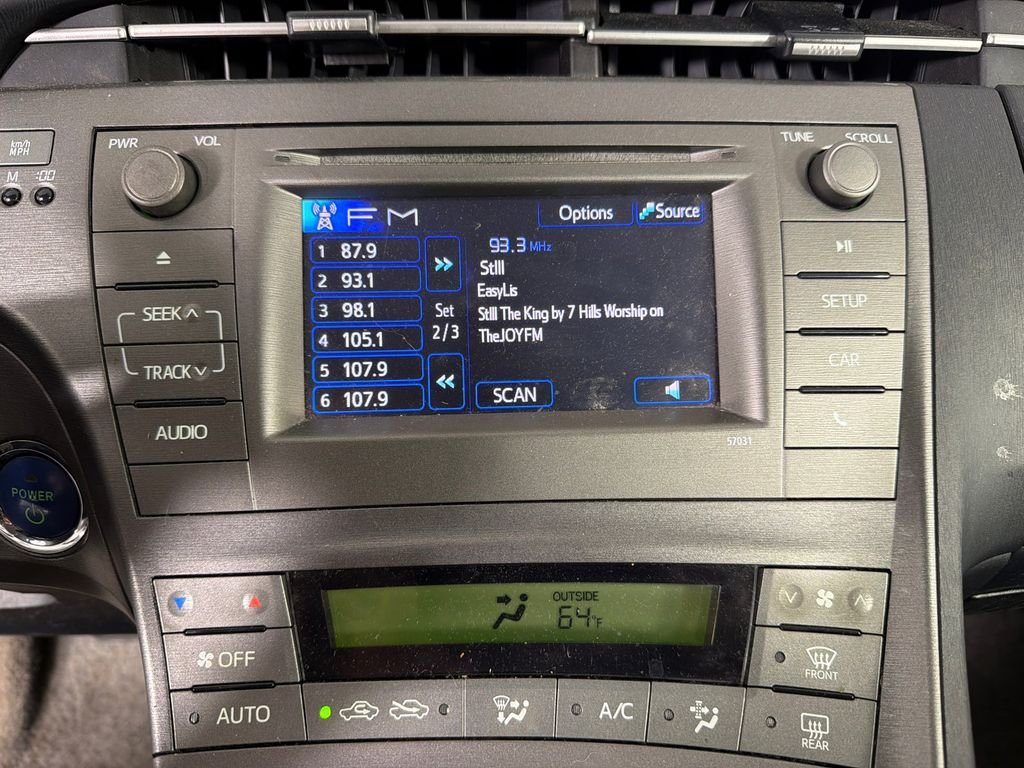 km/h
MPH
M :00
PWR VOL
TUNE SCROLL
FM
Options
Source
1 87.9
2 93.1
3 98.1
4 105.1
5 107.9
6 107.9
Set
2/3
93.3 MHz
Still
EasyLis
Still The King by 7 Hills Worship on
TheJOYFM
SCAN
57031
SEEK
TRACK
AUDIO
SETUP
CAR
POWER
OUTSIDE
64°F
OFF
AUTO
A/C
FRONT
REAR